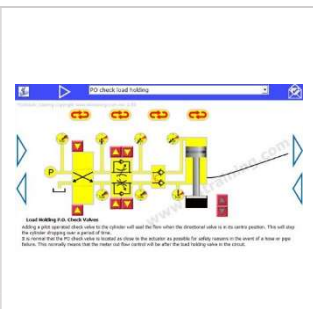 PO check load holding
P
Load Holding P.O. Check Valves
Adding a pilot operated check valve to the cylinder will seal the flow when the directional valve is in its centre position. This will stop
the cylinder dropping over a period of time.
It is normal that the PO check valve is located as close to the actuator as possible for safety reasons in the event of a hose or pipe
failure. This normally means that the meter out flow control will be after the load holding valve in the circuit.